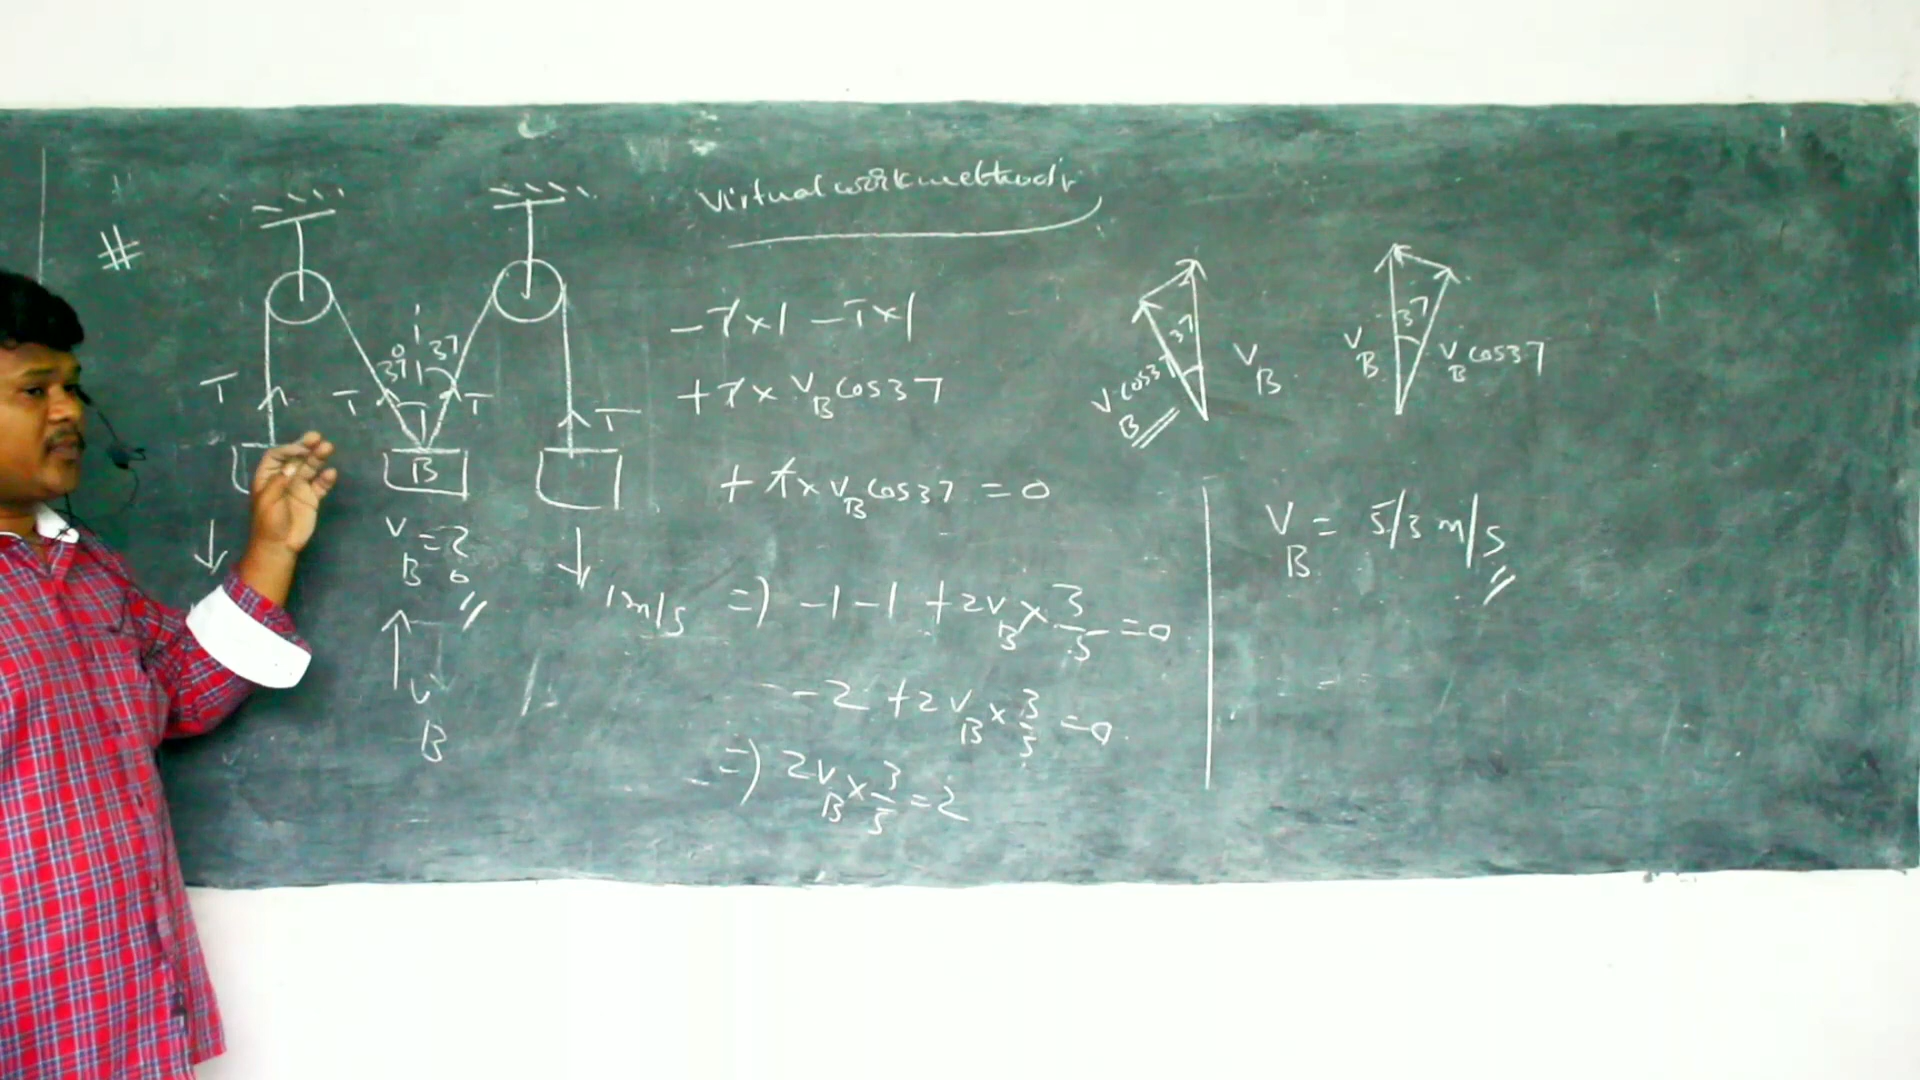 Virtual work method
#
0
37 37
T T T T
B
V_B = ?
1 m/s
V_B
-T×1 -T×1
+T× V_B cos37
+ T× V_B cos37 = 0
=) -1-1 +2V_B × 3/5 = 0
-2 +2V_B × 3/5 = 0
=) 2V_B × 3/5 = 2
37
V_B cos37
V_B
37
V_B
V_B cos37
V_B = 5/3 m/s